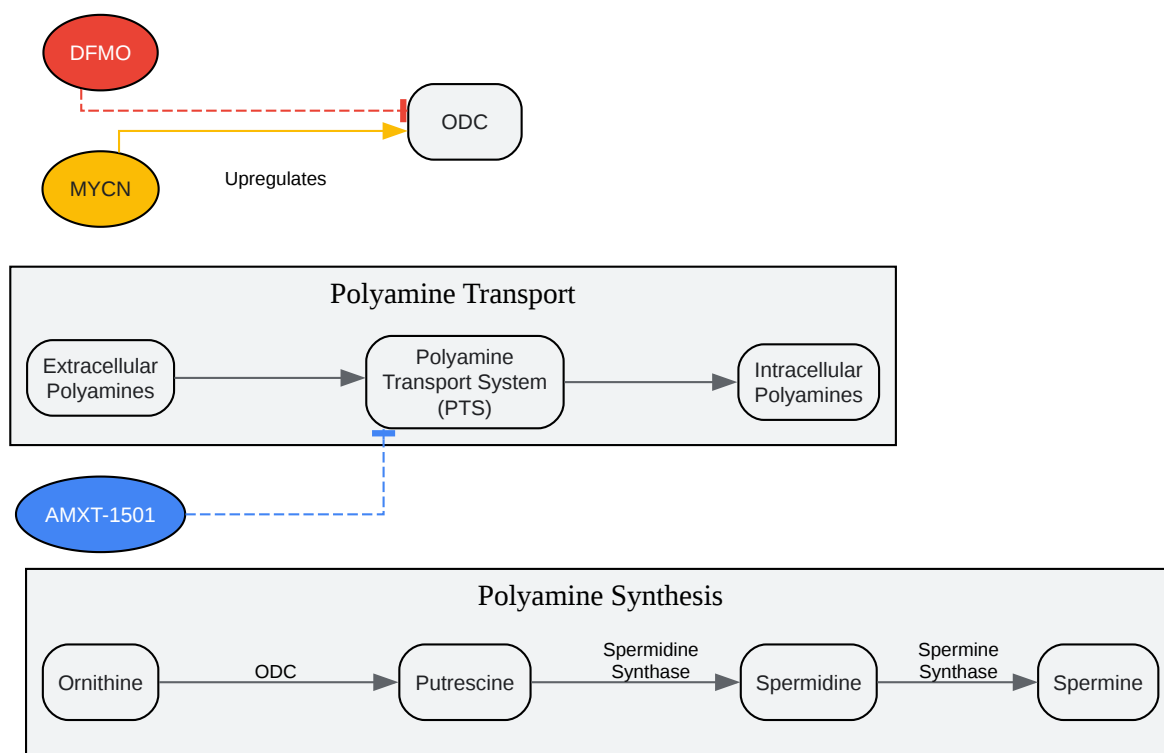 DFMO
ODC
MYCN
Upregulates
Polyamine Transport
Extracellular
Polyamines
Polyamine
Transport System
(PTS)
Intracellular
Polyamines
AMXT-1501
Polyamine Synthesis
Ornithine
ODC
Putrescine
Spermidine
Synthase
Spermidine
Spermine
Synthase
Spermine